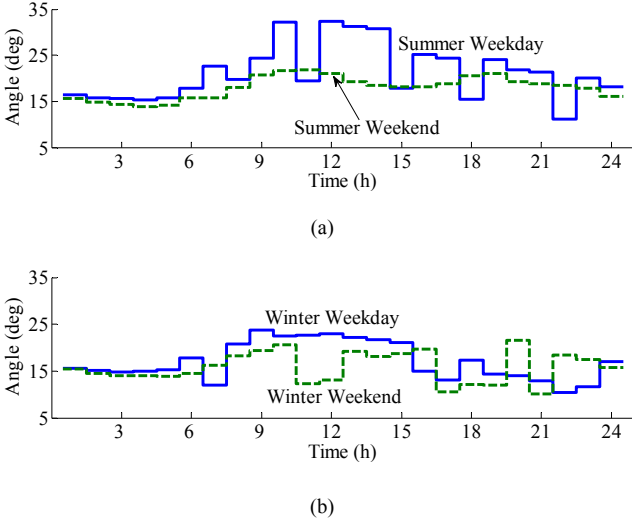 35
25
15
5
Angle (deg)
Summer Weekday
Summer Weekend
3 6 9 12 15 18 21 24
Time (h)
(a)
35
25
15
5
Angle (deg)
Winter Weekday
Winter Weekend
3 6 9 12 15 18 21 24
Time (h)
(b)